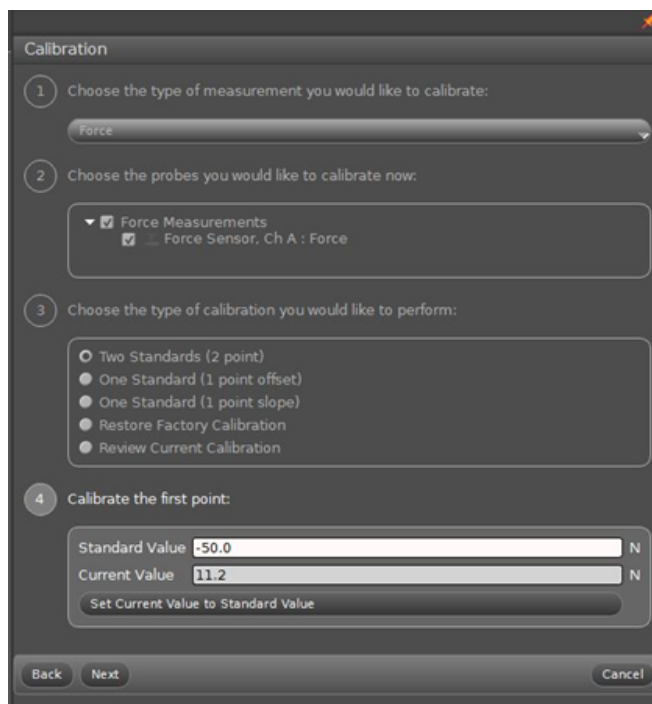 Calibration
1 Choose the type of measurement you would like to calibrate:
Force
2 Choose the probes you would like to calibrate now:
Force Measurements
Force Sensor, Ch A : Force
3 Choose the type of calibration you would like to perform:
Two Standards (2 point)
One Standard (1 point offset)
One Standard (1 point slope)
Restore Factory Calibration
Review Current Calibration
4 Calibrate the first point:
Standard Value -50.0 N
Current Value 11.2 N
Set Current Value to Standard Value
Back Next Cancel